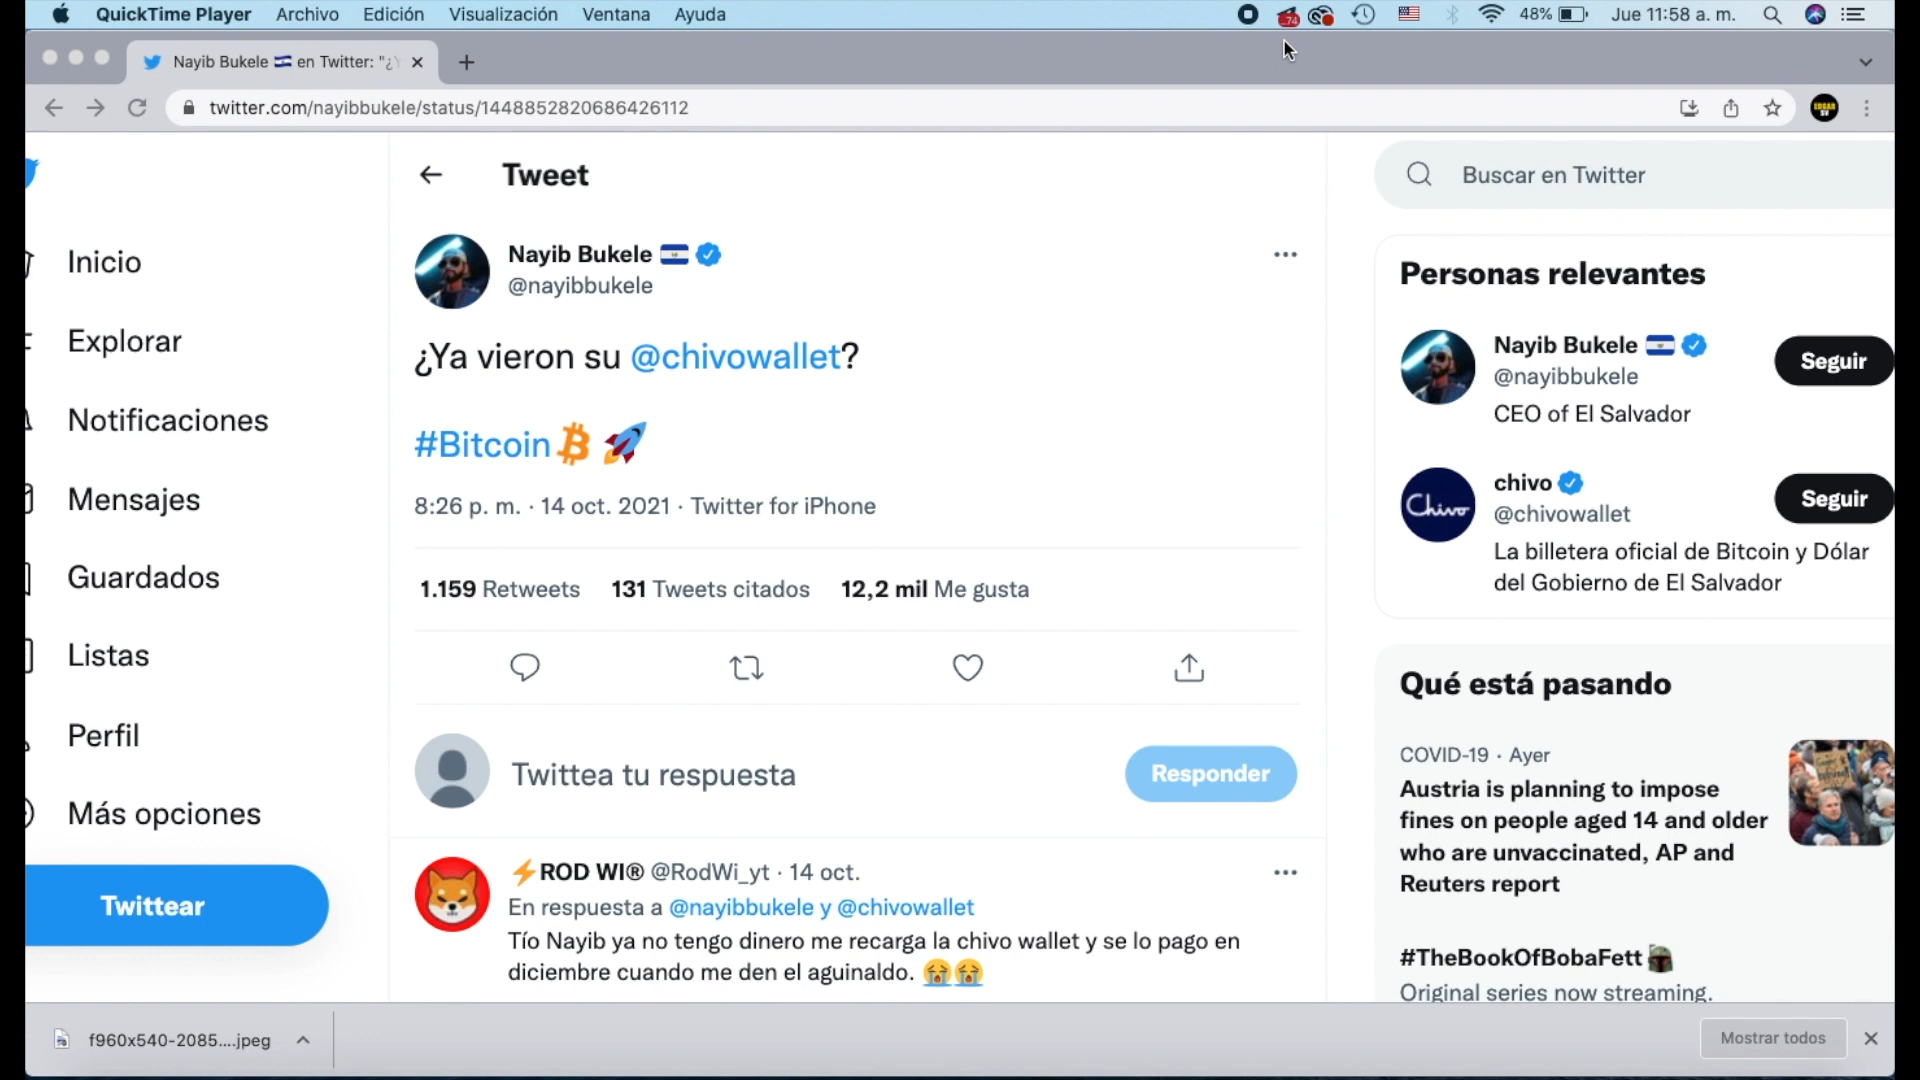 QuickTime Player Archivo Edición Visualización Ventana Ayuda 74 48% Jue 11:58 a. m.
Nayib Bukele 🇸🇻 en Twitter: "¿Y
twitter.com/nayibbukele/status/1448852820686426112
EDGAR SV
Tweet
Nayib Bukele 🇸🇻
@nayibbukele
¿Ya vieron su @chivowallet?
#Bitcoin 🚀
8:26 p. m. · 14 oct. 2021 · Twitter for iPhone
1.159 Retweets 131 Tweets citados 12,2 mil Me gusta
Twittea tu respuesta
Responder
⚡ROD WI® @RodWi_yt · 14 oct.
En respuesta a @nayibbukele y @chivowallet
Tío Nayib ya no tengo dinero me recarga la chivo wallet y se lo pago en
diciembre cuando me den el aguinaldo. 😭😭
Inicio
Explorar
Notificaciones
Mensajes
Guardados
Listas
Perfil
Más opciones
Twittear
Buscar en Twitter
Personas relevantes
Nayib Bukele 🇸🇻
@nayibbukele
Seguir
CEO of El Salvador
Chivo
chivo
@chivowallet
Seguir
La billetera oficial de Bitcoin y Dólar
del Gobierno de El Salvador
Qué está pasando
COVID-19 · Ayer
Austria is planning to impose
fines on people aged 14 and older
who are unvaccinated, AP and
Reuters report
#TheBookOfBobaFett
Original series now streaming.
f960x540-2085....jpeg
Mostrar todos